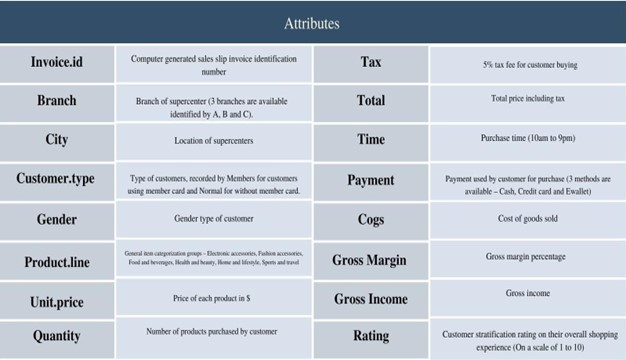 Attributes
Invoice.id
Computer generated sales slip invoice identification
number
Tax
5% tax fee for customer buying
Branch
Branch of supercenter (3 branches are available
identified by A, B and C).
Total
Total price including tax
City
Location of supercenters
Time
Purchase time (10am to 9pm)
Customer.type
Type of customers, recorded by Members for customers
using member card and Normal for without member card.
Payment
Payment used by customer for purchase (3 methods are
available – Cash, Credit card and Ewallet)
Gender
Gender type of customer
Cogs
Cost of goods sold
Product.line
General item categorization groups – Electronic accessories, Fashion accessories,
Food and beverages, Health and beauty, Home and lifestyle, Sports and travel
Gross Margin
Gross margin percentage
Unit.price
Price of each product in $
Gross Income
Gross income
Quantity
Number of products purchased by customer
Rating
Customer stratification rating on their overall shopping
experience (On a scale of 1 to 10)